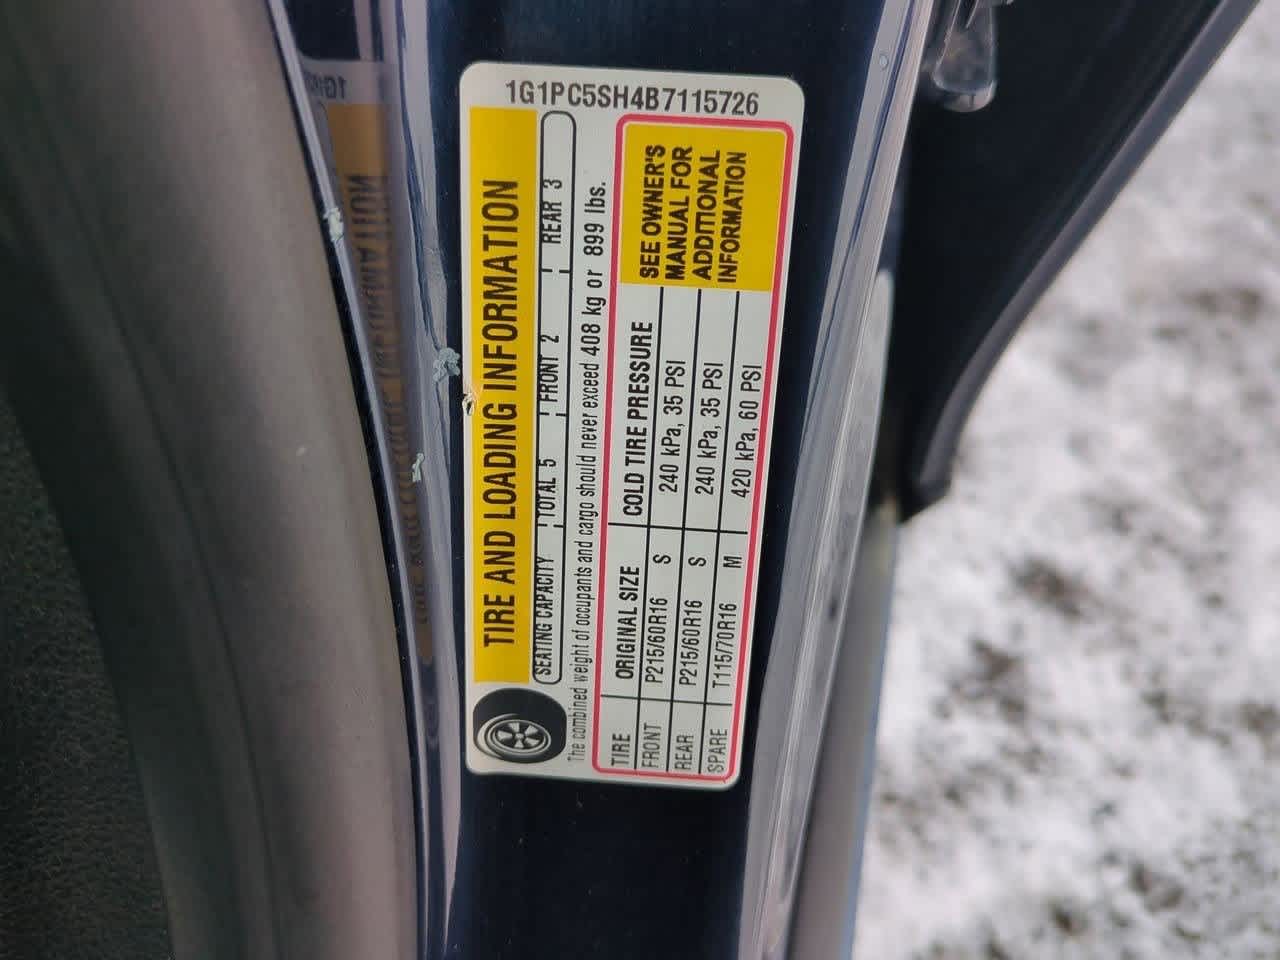 1G1PC5SH4B7115726
TIRE AND LOADING INFORMATION
SEATING CAPACITY TOTAL 5 FRONT 2 REAR 3
The combined weight of occupants and cargo should never exceed 408 kg or 899 lbs.
TIRE ORIGINAL SIZE COLD TIRE PRESSURE
FRONT P215/60R16 S 240 kPa, 35 PSI
REAR P215/60R16 S 240 kPa, 35 PSI
SPARE T115/70R16 M 420 kPa, 60 PSI
SEE OWNER'S
MANUAL FOR
ADDITIONAL
INFORMATION